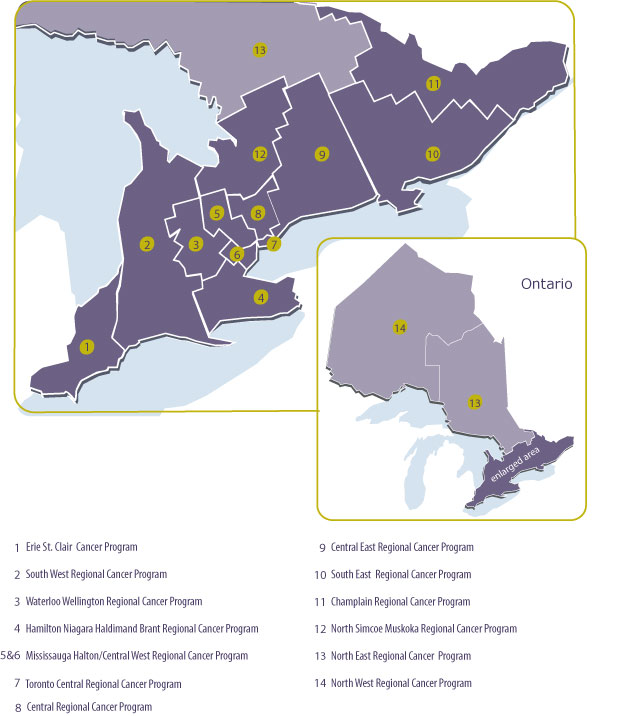 13
11
12
9
10
5
8
2
3
7
6
4
1
Ontario
14
13
enlarged area
1 Erie St. Clair Cancer Program
2 South West Regional Cancer Program
3 Waterloo Wellington Regional Cancer Program
4 Hamilton Niagara Haldimand Brant Regional Cancer Program
5&6 Mississauga Halton/Central West Regional Cancer Program
7 Toronto Central Regional Cancer Program
8 Central Regional Cancer Program
9 Central East Regional Cancer Program
10 South East Regional Cancer Program
11 Champlain Regional Cancer Program
12 North Simcoe Muskoka Regional Cancer Program
13 North East Regional Cancer Program
14 North West Regional Cancer Program